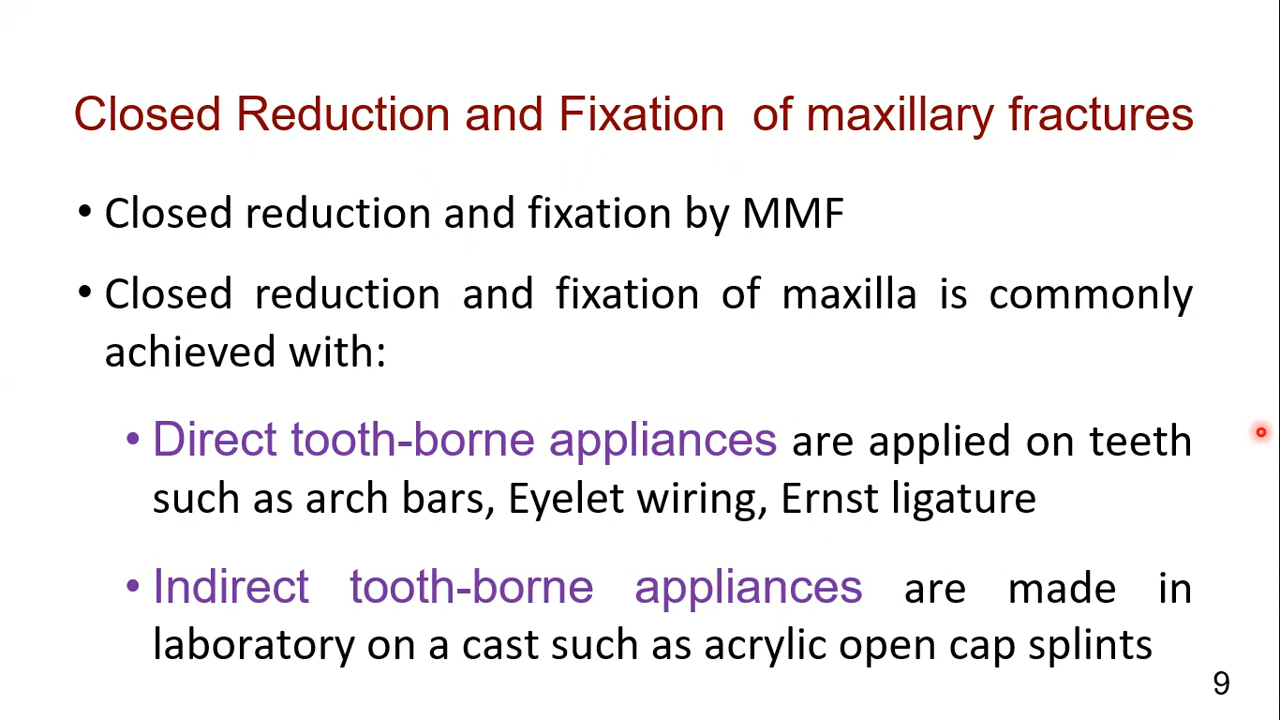 Closed Reduction and Fixation of maxillary fractures
• Closed reduction and fixation by MMF
• Closed reduction and fixation of maxilla is commonly
achieved with:
• Direct tooth-borne appliances are applied on teeth
such as arch bars, Eyelet wiring, Ernst ligature
• Indirect tooth-borne appliances are made in
laboratory on a cast such as acrylic open cap splints
9